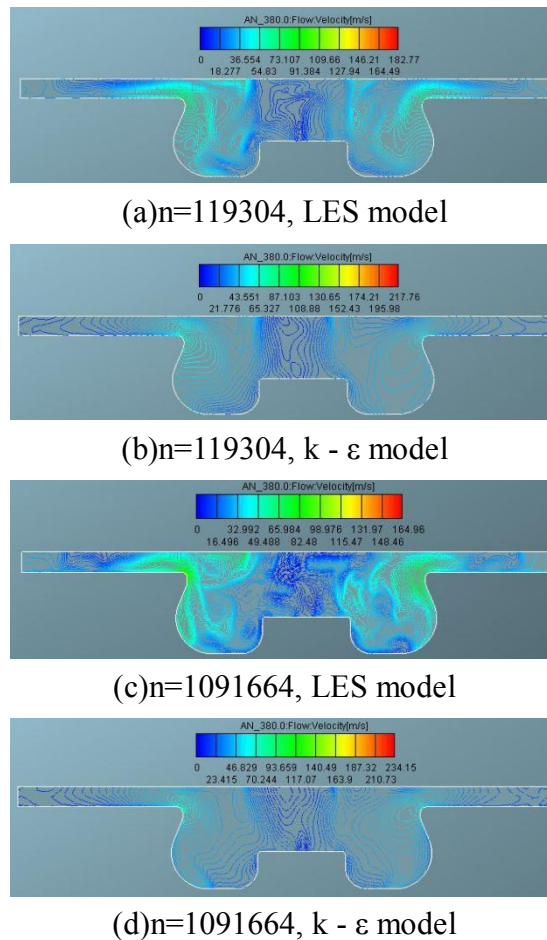 AN_380.0:Flow:Velocity[m/s]
0 36.554 73.107 109.66 146.21 182.77
18.277 54.83 91.384 127.94 164.49
(a)n=119304, LES model
AN_380.0:Flow:Velocity[m/s]
0 43.551 87.103 130.65 174.21 217.76
21.776 65.327 108.88 152.43 195.98
(b)n=119304, k - ε model
AN_380.0:Flow:Velocity[m/s]
0 32.992 65.984 98.976 131.97 164.96
16.496 49.488 82.48 115.47 148.46
(c)n=1091664, LES model
AN_380.0:Flow:Velocity[m/s]
0 46.829 93.659 140.49 187.32 234.15
23.415 70.244 117.07 163.9 210.73
(d)n=1091664, k - ε model